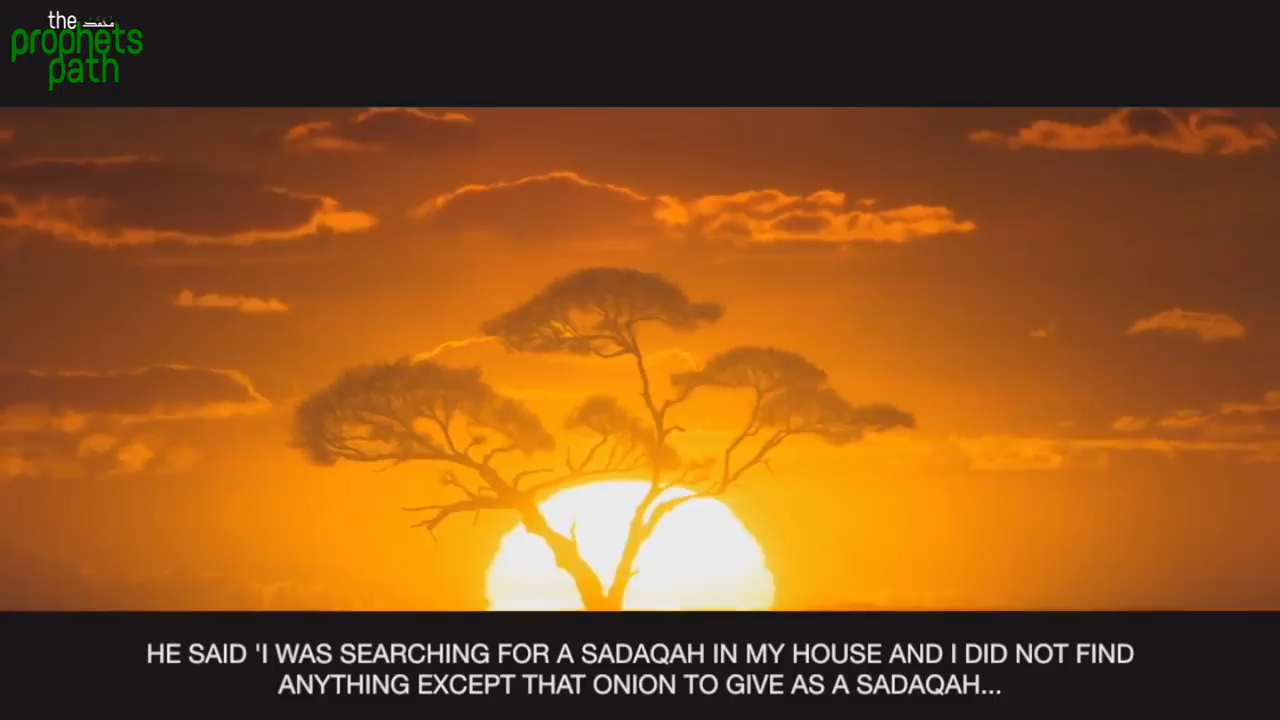 the محمد
prophets
path
HE SAID 'I WAS SEARCHING FOR A SADAQAH IN MY HOUSE AND I DID NOT FIND
ANYTHING EXCEPT THAT ONION TO GIVE AS A SADAQAH...